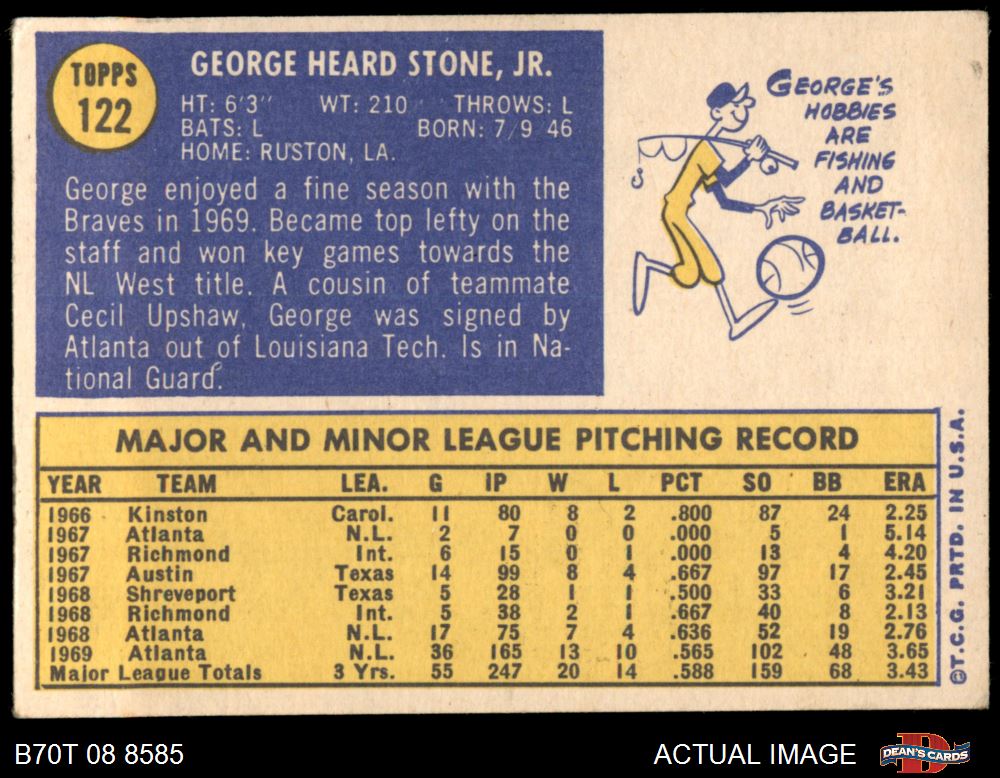 TOPPS
122
GEORGE HEARD STONE, JR.
HT: 6'3" WT: 210 THROWS: L
BATS: L BORN: 7/9 46
HOME: RUSTON, LA.
George enjoyed a fine season with the
Braves in 1969. Became top lefty on the
staff and won key games towards the
NL West title. A cousin of teammate
Cecil Upshaw, George was signed by
Atlanta out of Louisiana Tech. Is in Na-
tional Guard.
GEORGE'S
HOBBIES
ARE
FISHING
AND
BASKET-
BALL.
MAJOR AND MINOR LEAGUE PITCHING RECORD
YEAR TEAM LEA. G IP W L PCT SO BB ERA
1966 Kinston Carol. 11 80 8 2 .800 87 24 2.25
1967 Atlanta N.L. 2 7 0 0 .000 5 1 5.14
1967 Richmond Int. 6 15 0 1 .000 13 4 4.20
1967 Austin Texas 14 99 8 4 .667 97 17 2.45
1968 Shreveport Texas 5 28 1 1 .500 33 6 3.21
1968 Richmond Int. 5 38 2 1 .667 40 8 2.13
1968 Atlanta N.L. 17 75 7 4 .636 52 19 2.76
1969 Atlanta N.L. 36 165 13 10 .565 102 48 3.65
Major League Totals 3 Yrs. 55 247 20 14 .588 159 68 3.43
©T.C.G. PRTD. IN U.S.A.
B70T 08 8585 ACTUAL IMAGE
DEAN'S CARDS